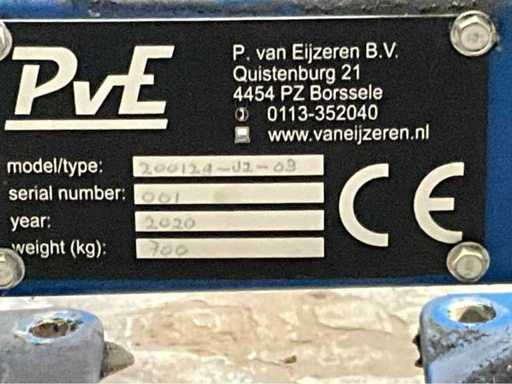 PvE
P. van Eijzeren B.V.
Quistenburg 21
4454 PZ Borssele
0113-352040
www.vaneijzeren.nl
model/type: 200129-U2-03
serial number: 001
year: 2020
weight (kg): 700
CE